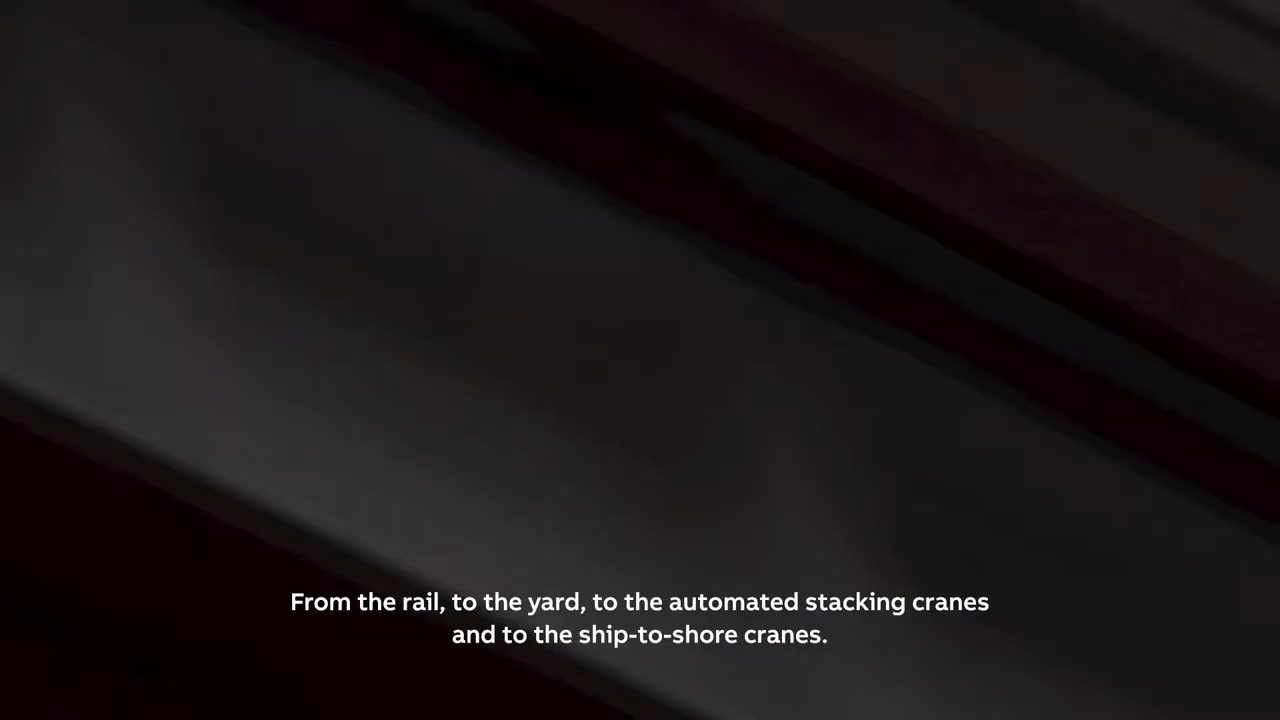 From the rail, to the yard, to the automated stacking cranes
and to the ship-to-shore cranes.